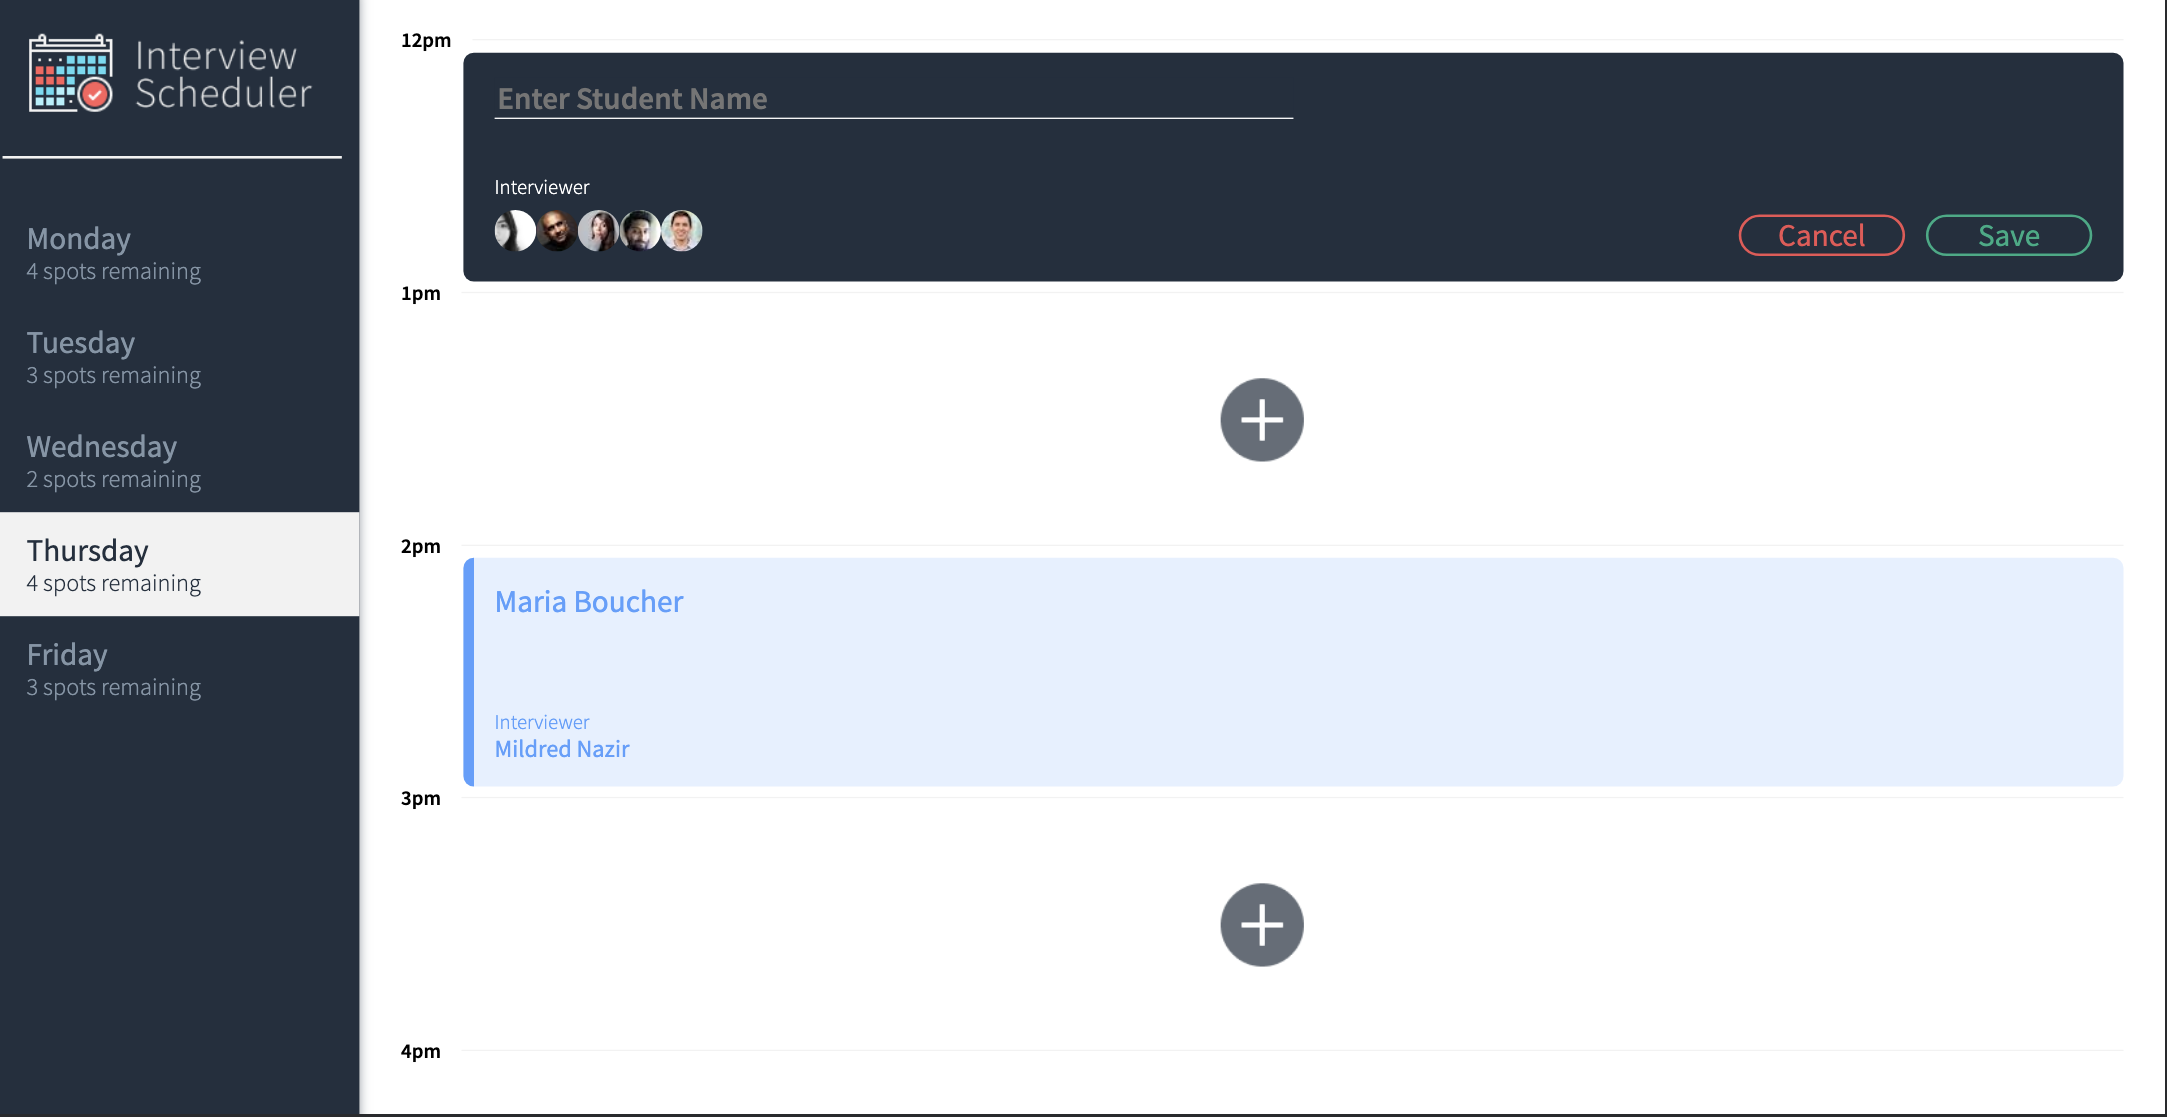 Interview
Scheduler
Monday
4 spots remaining
Tuesday
3 spots remaining
Wednesday
2 spots remaining
Thursday
4 spots remaining
Friday
3 spots remaining
12pm
Enter Student Name
Interviewer
Cancel
Save
1pm
2pm
Maria Boucher
Interviewer
Mildred Nazir
3pm
4pm